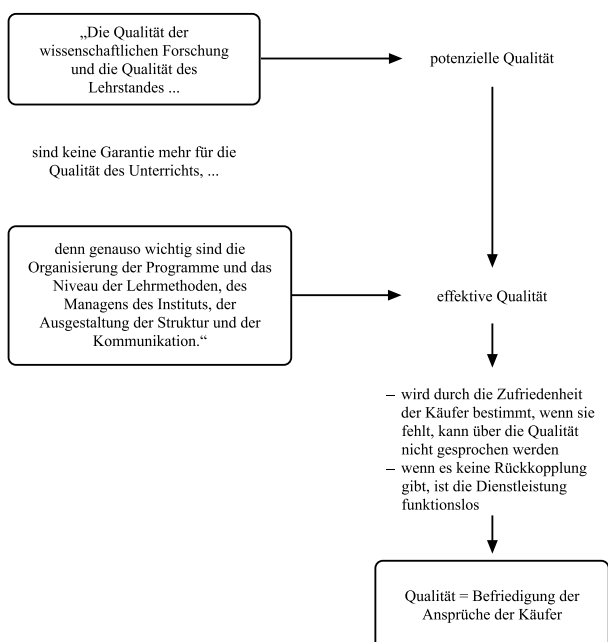 „Die Qualität der
wissenschaftlichen Forschung
und die Qualität des
Lehrstandes ...
potenzielle Qualität
sind keine Garantie mehr für die
Qualität des Unterrichts, ...
denn genauso wichtig sind die
Organisierung der Programme und das
Niveau der Lehrmethoden, des
Managens des Instituts, der
Ausgestaltung der Struktur und der
Kommunikation.“
effektive Qualität
– wird durch die Zufriedenheit
der Käufer bestimmt, wenn sie
fehlt, kann über die Qualität
nicht gesprochen werden
– wenn es keine Rückkopplung
gibt, ist die Dienstleistung
funktionslos
Qualität = Befriedigung der
Ansprüche der Käufer